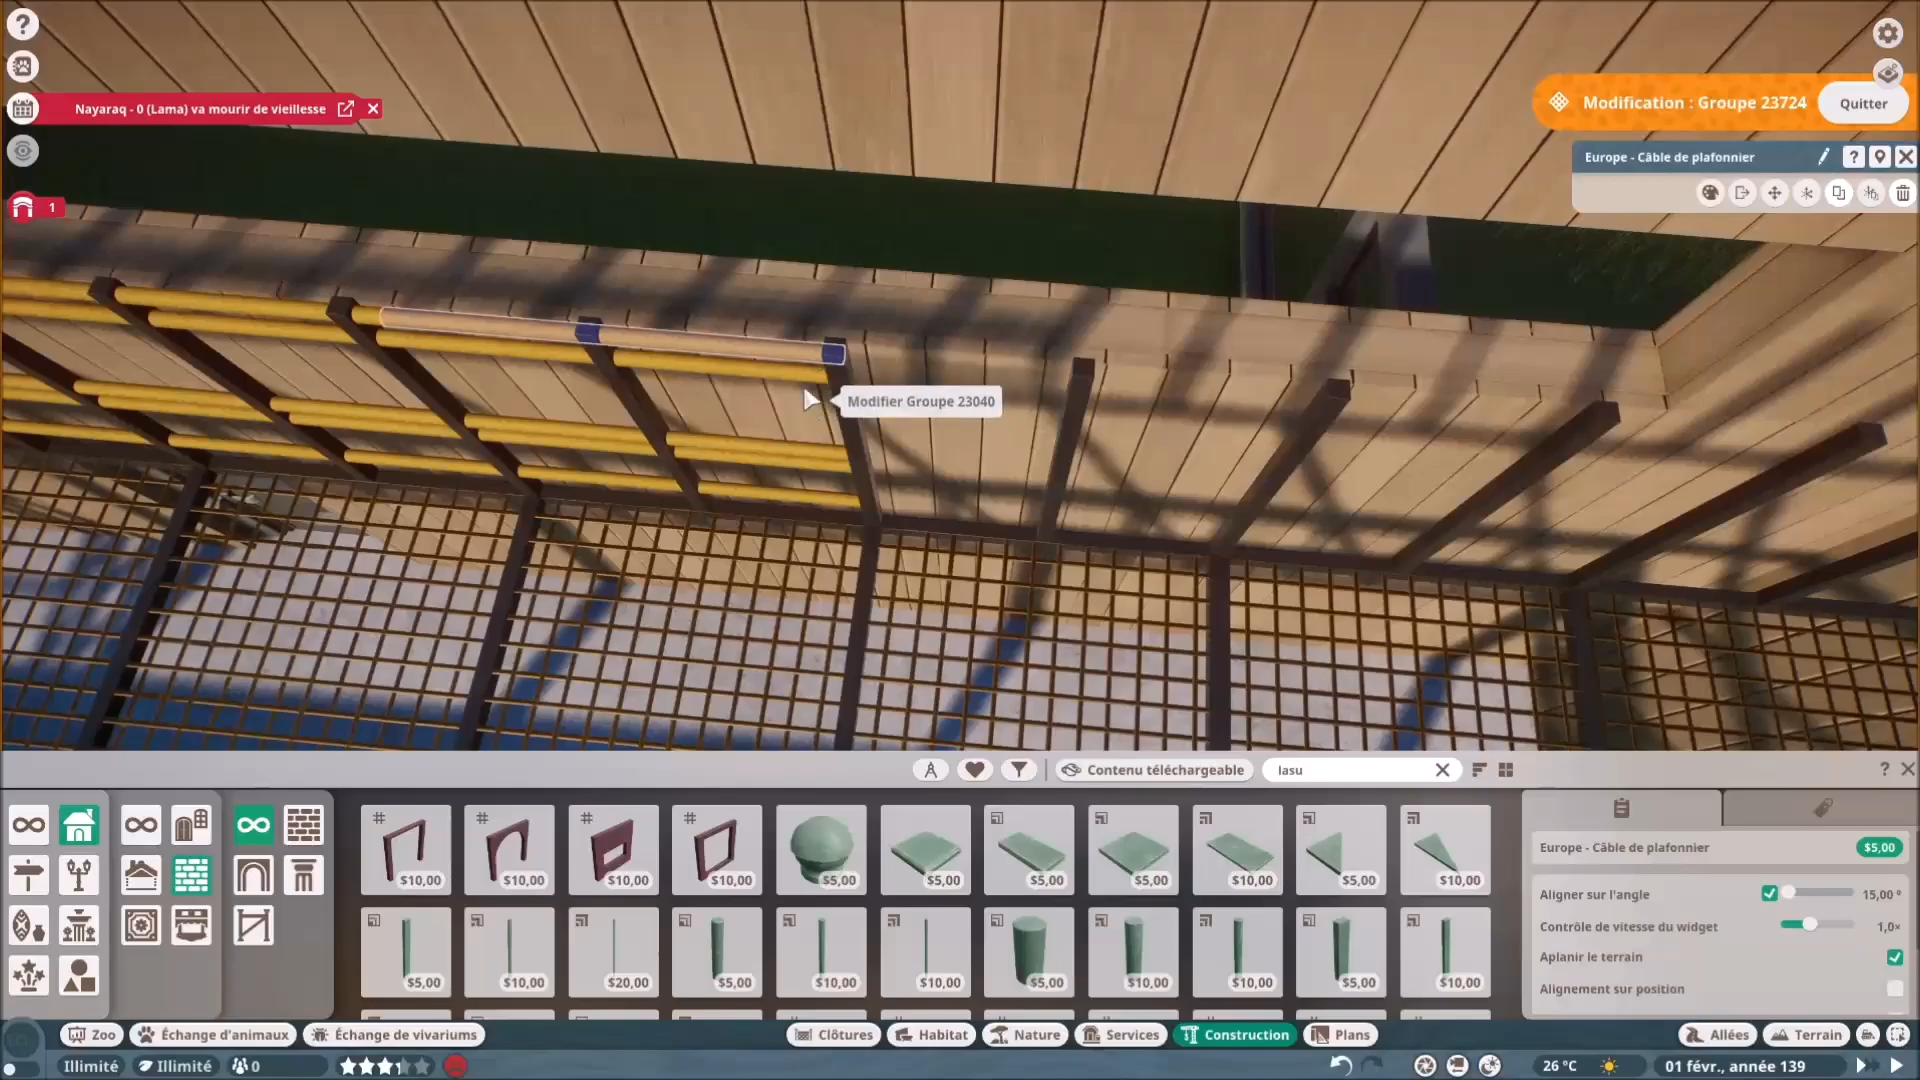 Nayaraq - 0 (Lama) va mourir de vieillesse
1
Modification : Groupe 23724
Quitter
Europe - Câble de plafonnier
?
?
Modifier Groupe 23040
Contenu téléchargeable
lasu
?
$10,00
$10,00
$10,00
$10,00
$5,00
$5,00
$5,00
$5,00
$10,00
$5,00
$10,00
$5,00
$10,00
$20,00
$5,00
$10,00
$10,00
$5,00
$10,00
$10,00
$5,00
$10,00
Europe - Câble de plafonnier
$5,00
Aligner sur l'angle
15,00 °
Contrôle de vitesse du widget
1,0×
Aplanir le terrain
Alignement sur position
Zoo
Échange d'animaux
Échange de vivariums
Clôtures
Habitat
Nature
Services
Construction
Plans
Allées
Terrain
Illimité
Illimité
0
26 °C
01 févr., année 139